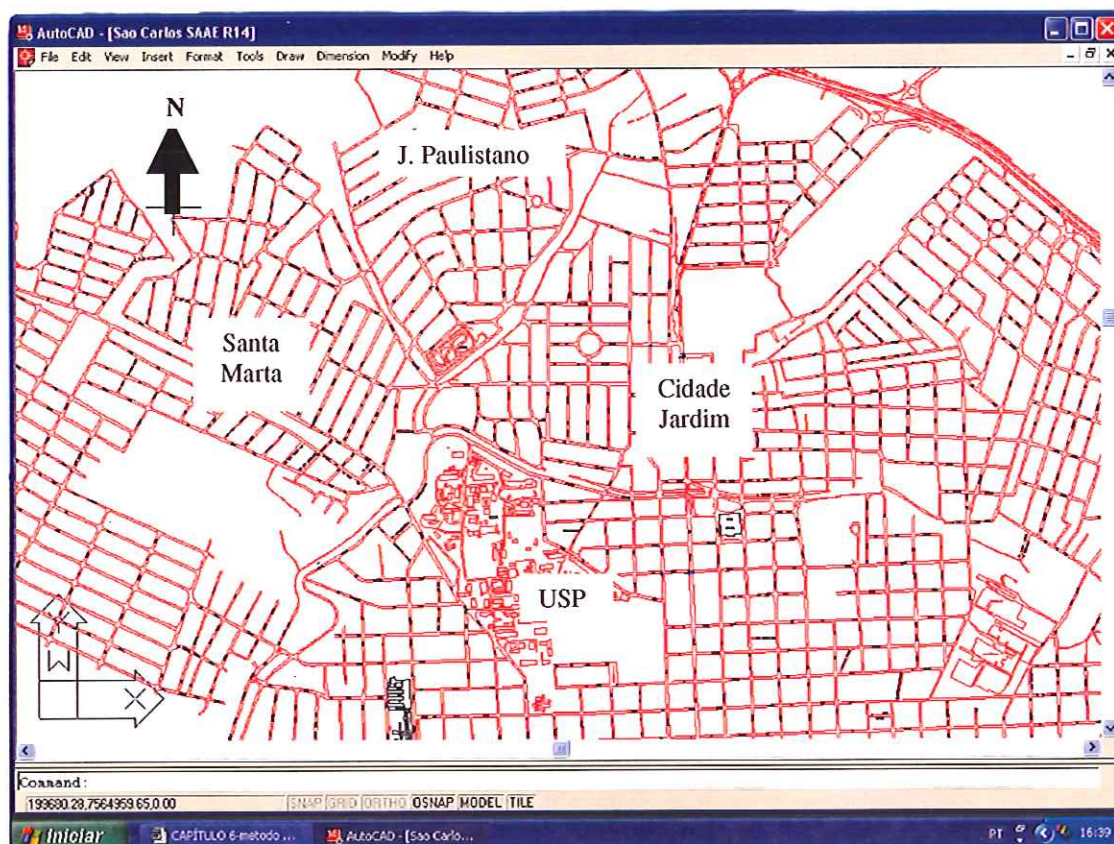 AutoCAD - [Sao Carlos SAAE R14]
File Edit View Insert Format Tools Draw Dimension Modify Help
N
J. Paulistano
Santa
Marta
Cidade
Jardim
USP
W
X
Command:
199680.28,7564959.65,0.00 SNAP GRID ORTHO OSNAP MODEL TILE
Iniciar CAPÍTULO 6-metodo ... AutoCAD - [Sao Carlo... PT 16:39